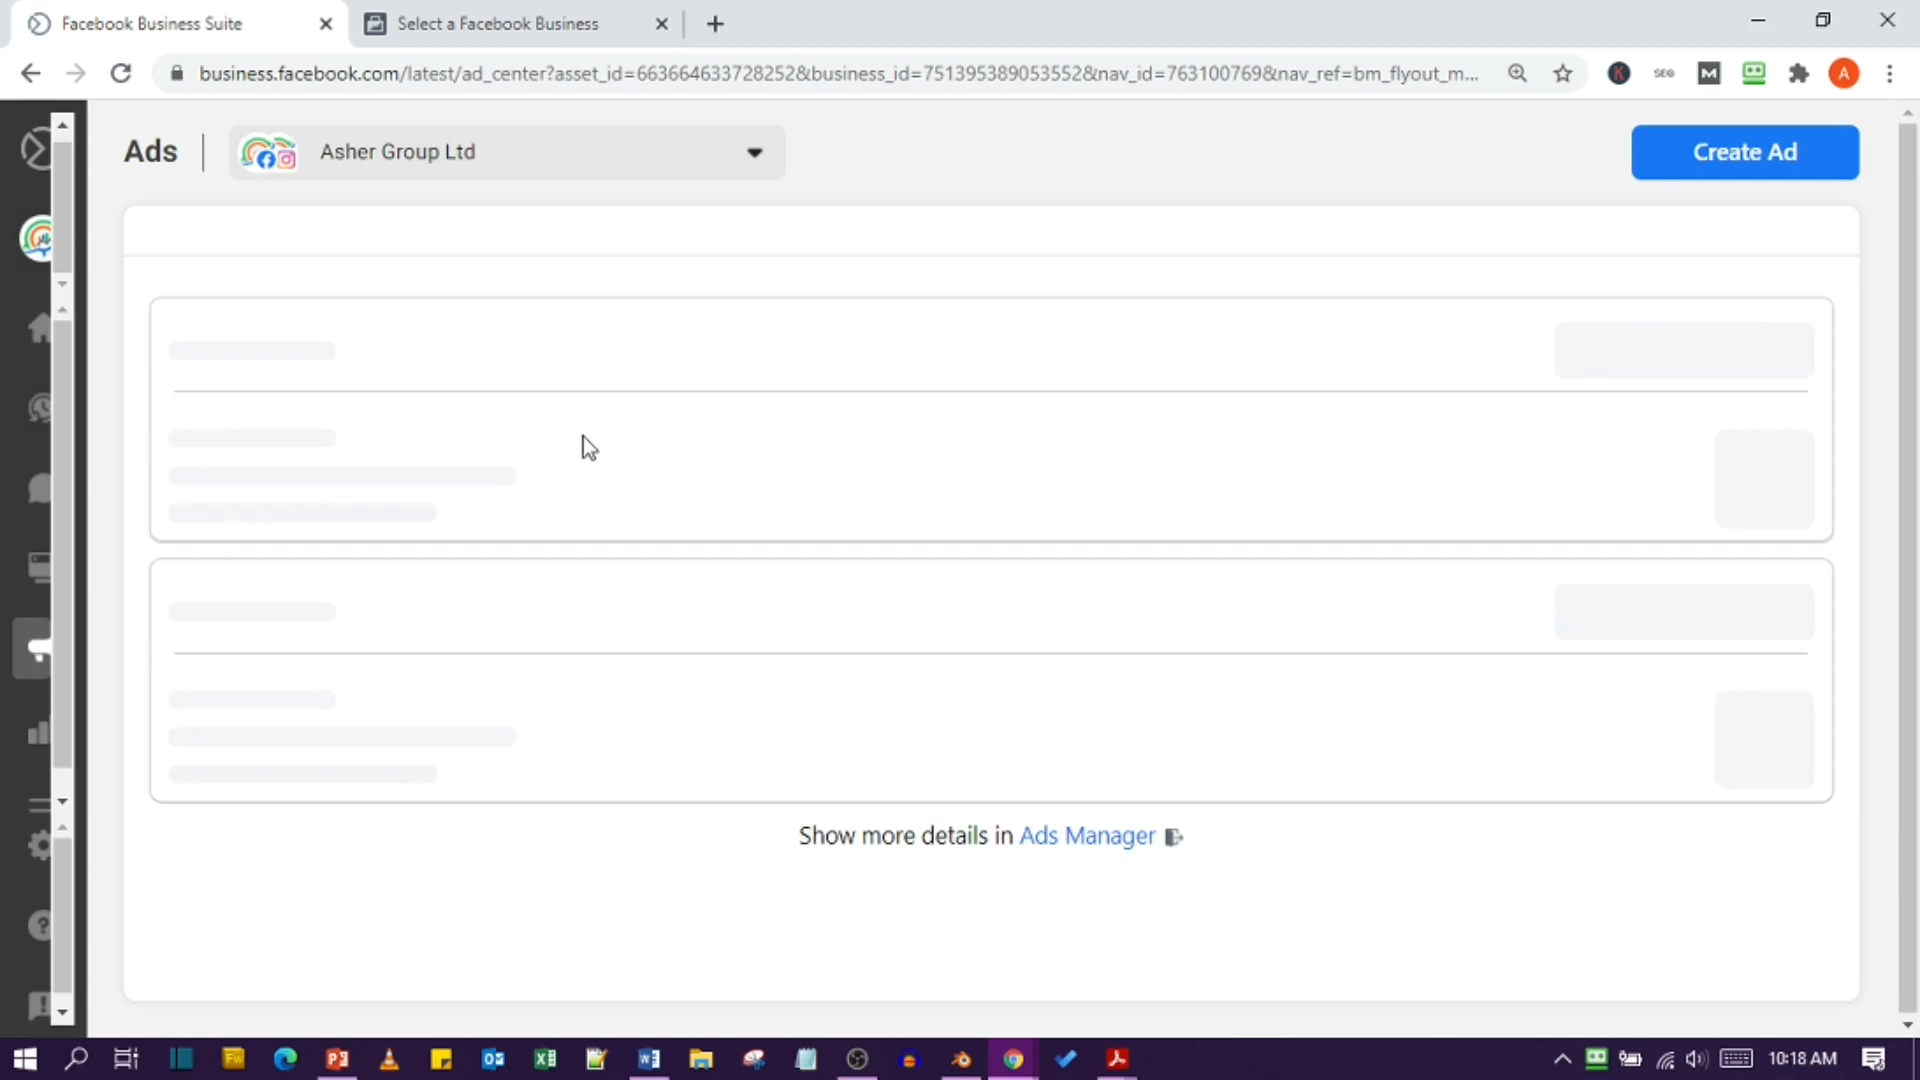 Facebook Business Suite
Select a Facebook Business
business.facebook.com/latest/ad_center?asset_id=663664633728252&business_id=751395389053552&nav_id=763100769&nav_ref=bm_flyout_m...
SEO
M
A
Ads
Asher Group Ltd
Create Ad
Show more details in Ads Manager
10:18 AM